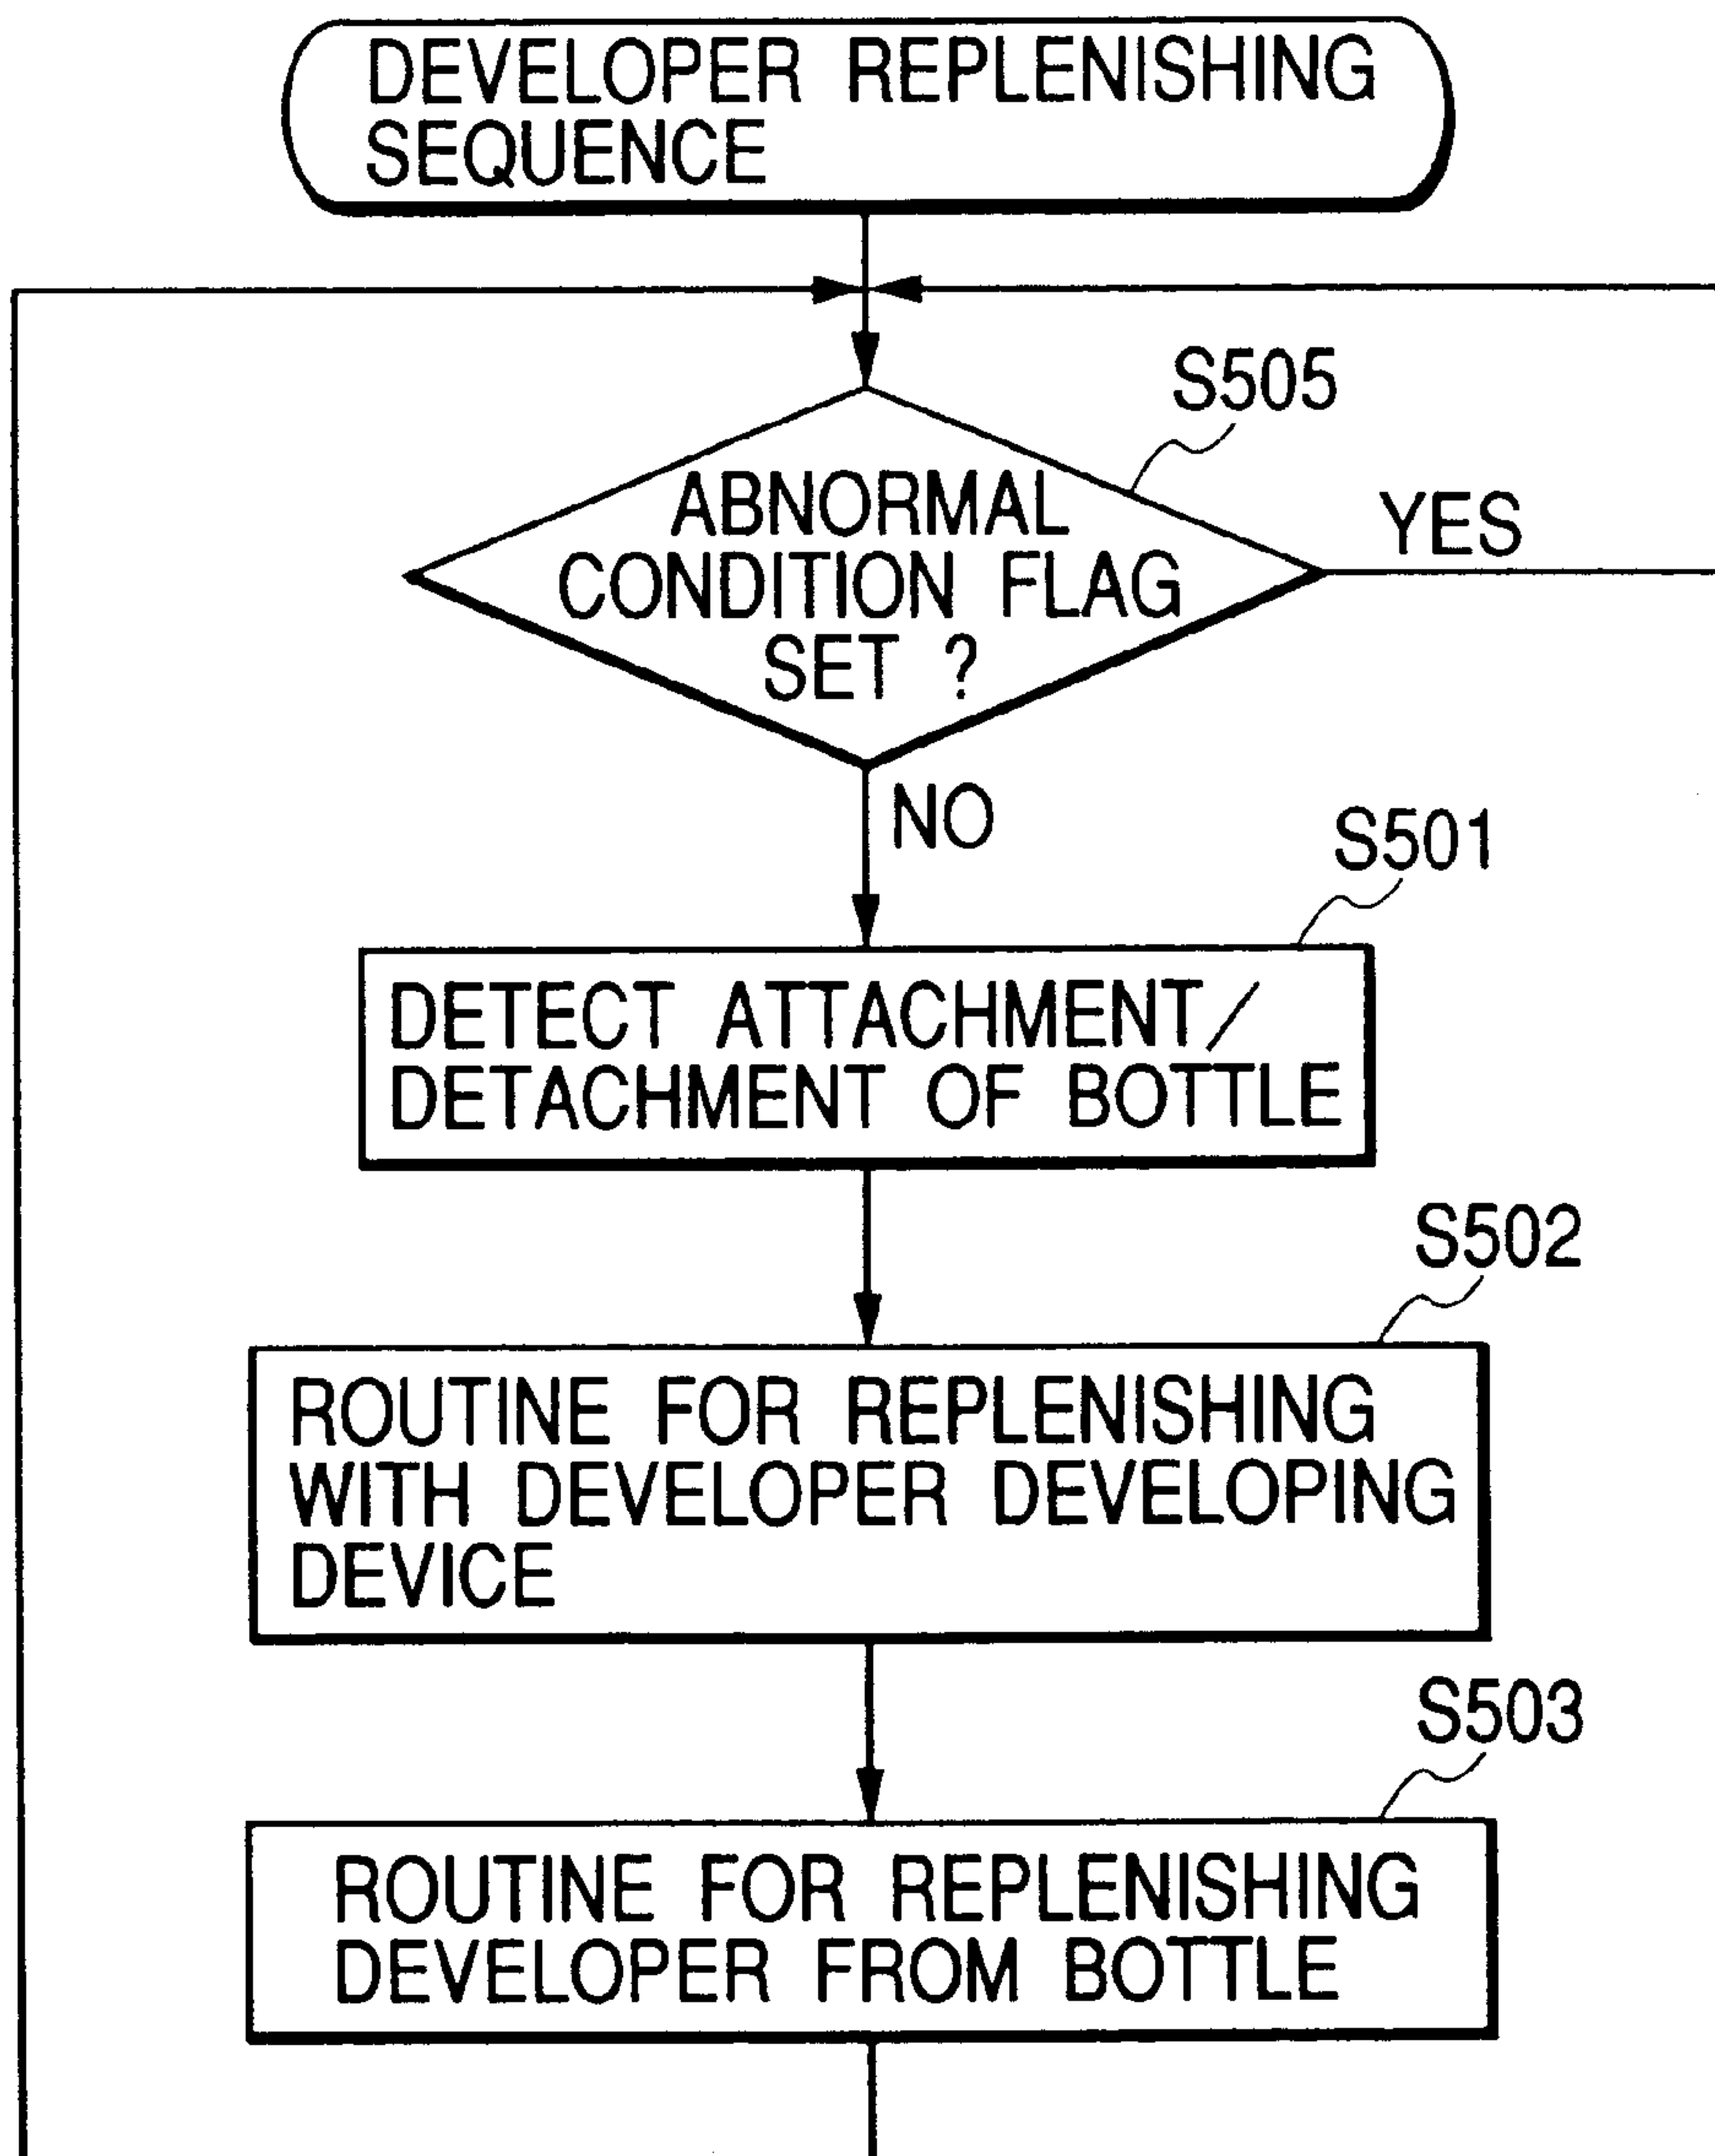 DEVELOPER REPLENISHING
SEQUENCE
S505
ABNORMAL
CONDITION FLAG
SET ?
YES
NO
S501
DETECT ATTACHMENT/
DETACHMENT OF BOTTLE
S502
ROUTINE FOR REPLENISHING
WITH DEVELOPER DEVELOPING
DEVICE
S503
ROUTINE FOR REPLENISHING
DEVELOPER FROM BOTTLE